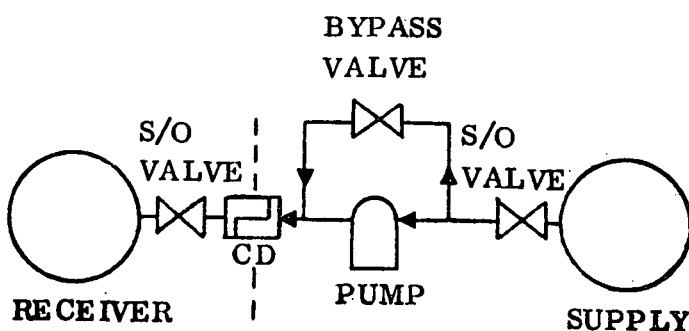 BYPASS
VALVE
S/O
VALVE
S/O
VALVE
CD
PUMP
RECEIVER
SUPPLY